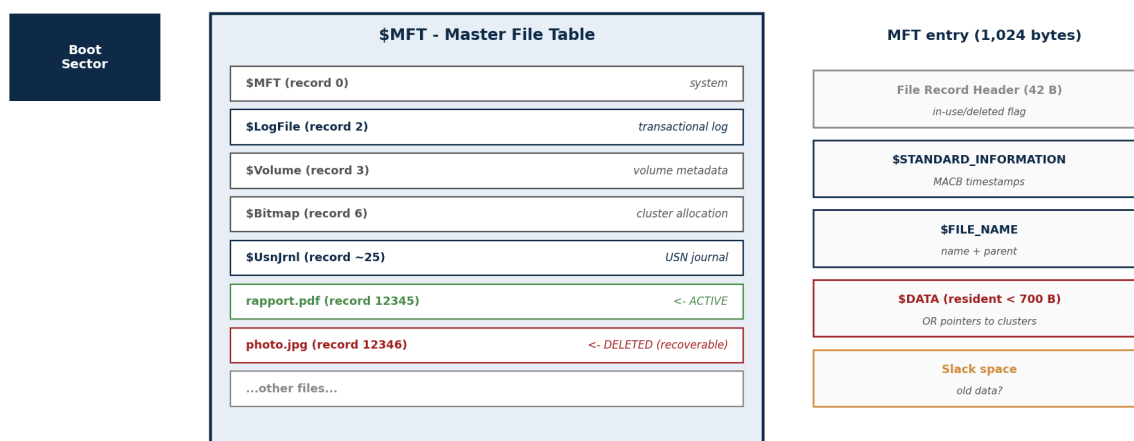 Boot
Sector
$MFT - Master File Table
$MFT (record 0) system
$LogFile (record 2) transactional log
$Volume (record 3) volume metadata
$Bitmap (record 6) cluster allocation
$UsnJrnl (record ~25) USN journal
rapport.pdf (record 12345) <- ACTIVE
photo.jpg (record 12346) <- DELETED (recoverable)
...other files...
MFT entry (1,024 bytes)
File Record Header (42 B)
in-use/deleted flag
$STANDARD_INFORMATION
MACB timestamps
$FILE_NAME
name + parent
$DATA (resident < 700 B)
OR pointers to clusters
Slack space
old data?